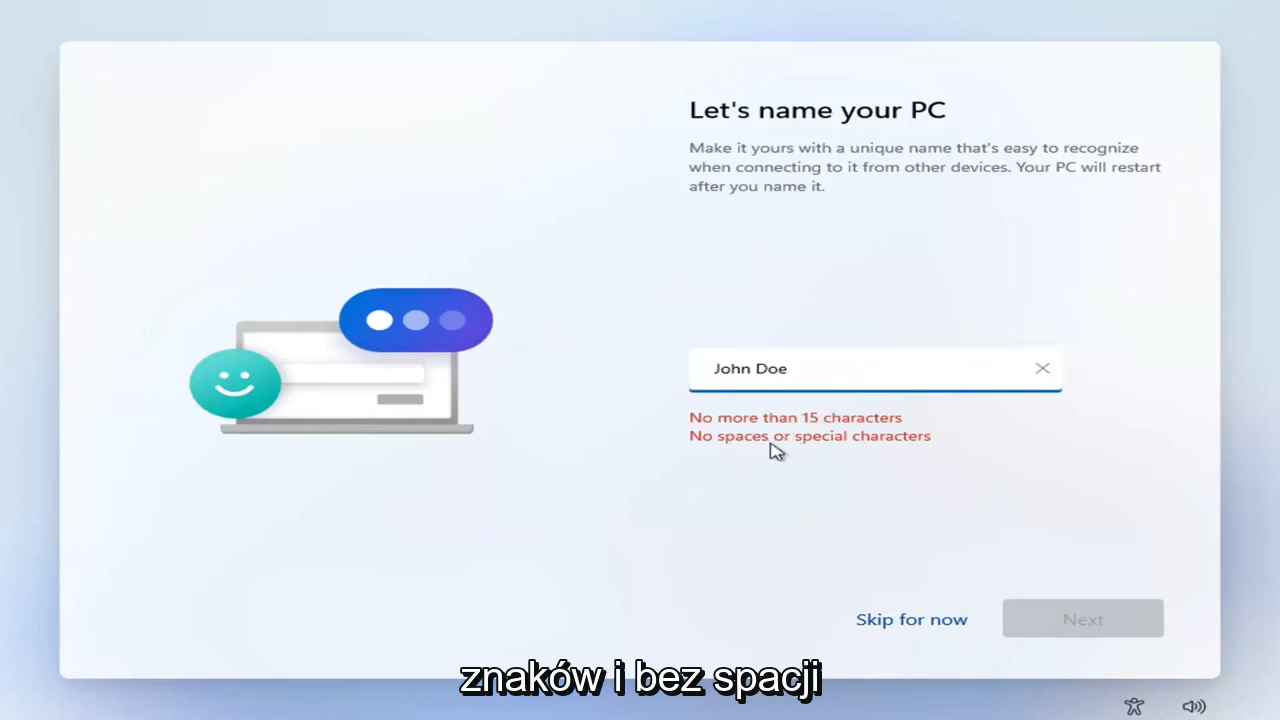 Let's name your PC
Make it yours with a unique name that's easy to recognize
when connecting to it from other devices. Your PC will restart
after you name it.
John Doe
No more than 15 characters
No spaces or special characters
Skip for now
Next
znaków i bez spacji